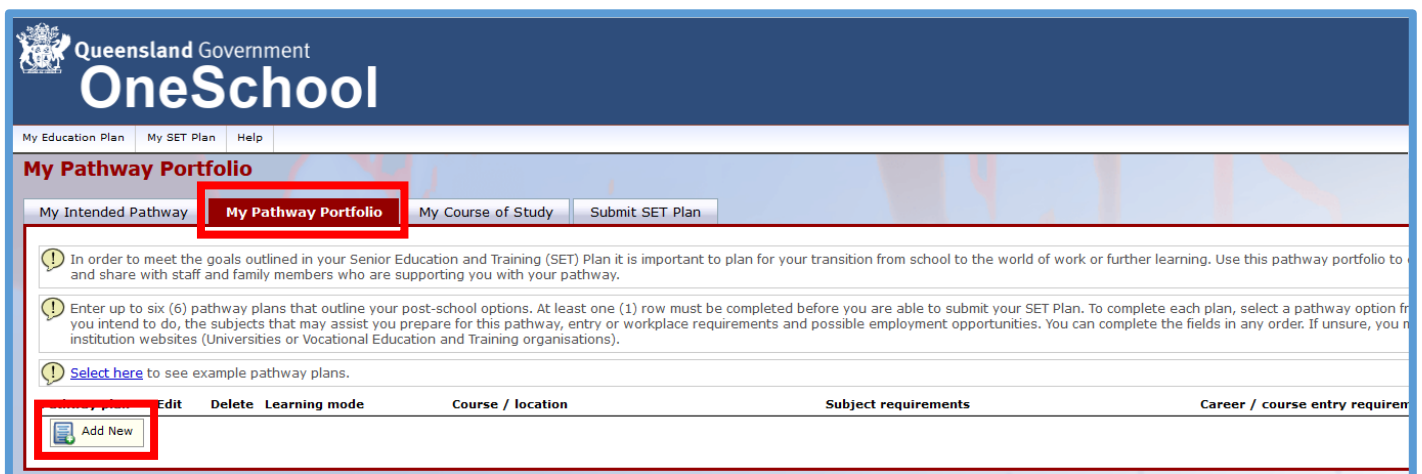 Queensland Government
OneSchool
My Education Plan My SET Plan Help
My Pathway Portfolio
My Intended Pathway My Pathway Portfolio My Course of Study Submit SET Plan
In order to meet the goals outlined in your Senior Education and Training (SET) Plan it is important to plan for your transition from school to the world of work or further learning. Use this pathway portfolio to
and share with staff and family members who are supporting you with your pathway.
Enter up to six (6) pathway plans that outline your post-school options. At least one (1) row must be completed before you are able to submit your SET Plan. To complete each plan, select a pathway option
you intend to do, the subjects that may assist you prepare for this pathway, entry or workplace requirements and possible employment opportunities. You can complete the fields in any order. If unsure, you
institution websites (Universities or Vocational Education and Training organisations).
Select here to see example pathway plans.
Edit Delete Learning mode Course / location Subject requirements Career / course entry
Add New